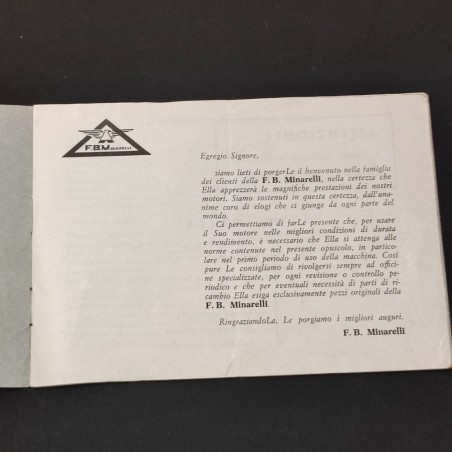 F.B.MINARELLI
Egregio Signore,
siamo lieti di porgerLe il benvenuto nella famiglia
dei clienti della F. B. Minarelli, nella certezza che
Ella apprezzerà le magnifiche prestazioni dei nostri
motori. Siamo sostenuti in questa certezza, dall'una-
nime coro di elogi che ci giunge da ogni parte del
mondo.
Ci permettiamo di farLe presente che, per usare
il Suo motore nelle migliori condizioni di durata
e rendimento, è necessario che Ella si attenga alle
norme contenute nel presente opuscolo, in partico-
lare nel primo periodo di uso della macchina. Così
pure Le consigliamo di rivolgersi sempre ad offici-
ne specializzate, per ogni revisione o controllo pe-
riodico e che per eventuali necessità di parti di ri-
cambio Ella esiga esclusivamente pezzi originali della
F. B. Minarelli.
RingraziandoLa, Le porgiamo i migliori auguri.
F. B. Minarelli